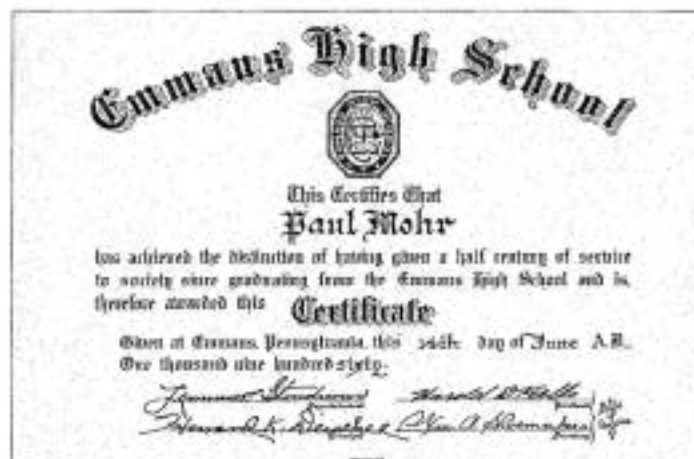 Emmaus High School
This Certifies That
Paul Mohr
has achieved the distinction of having given a half century of service
to society since graduating from the Emmaus High School and is,
therefore awarded this Certificate
Given at Emmaus, Pennsylvania, this day of June A.D.,
One thousand nine hundred sixty.
Howard K.